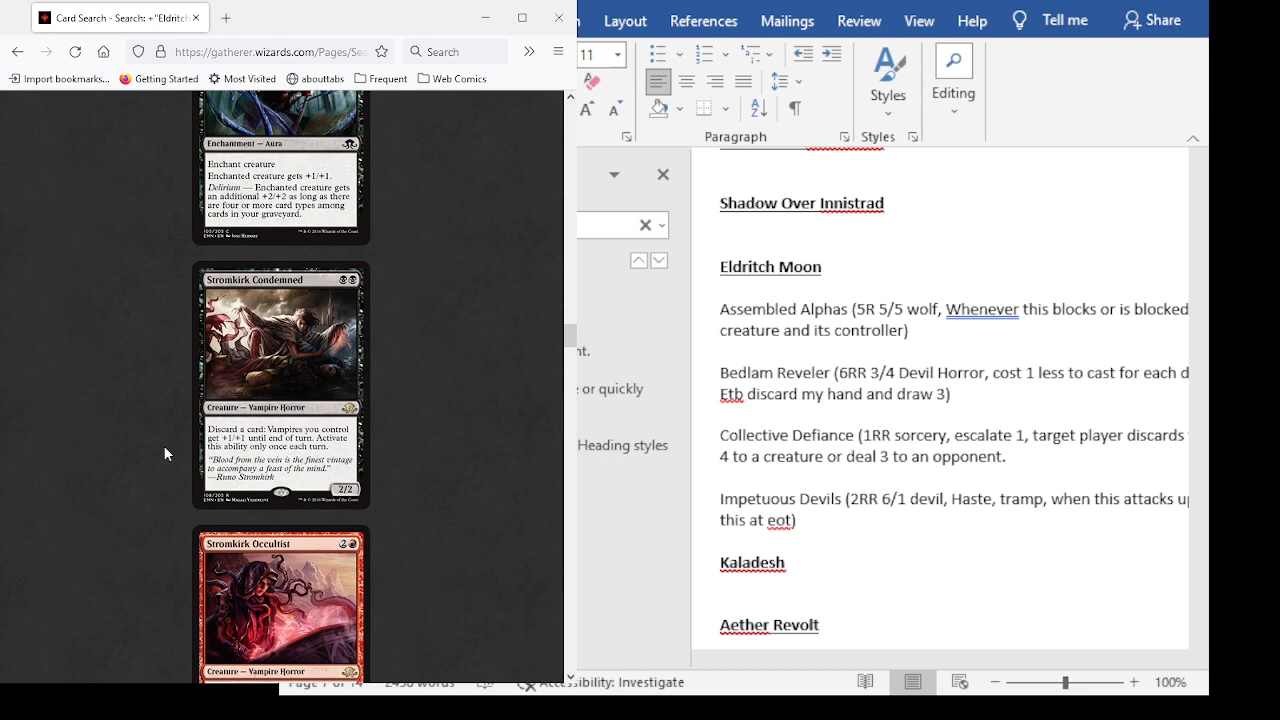 Card Search - Search: +"Eldritch
https://gatherer.wizards.com/Pages/Sea
Search
Import bookmarks...
Getting Started
Most Visited
abouttabs
Frequent
Web Comics
Enchantment — Aura
Enchant creature
Enchanted creature gets +1/+1.
Delirium — Enchanted creature gets
an additional +2/+2 as long as there
are four or more card types among
cards in your graveyard.
Stromkirk Condemned
Creature — Vampire Horror
Discard a card: Vampires you control
get +1/+1 until end of turn. Activate
this ability only once each turn.
"Blood from the vein is the finest vintage
to accompany a feast of the mind."
—Runo Stromkirk
2/2
Stromkirk Occultist
2
Creature — Vampire Horror
Layout
References
Mailings
Review
View
Help
Tell me
Share
11
Styles
Editing
Paragraph
Styles
nt.
e or quickly
Heading styles
Shadow Over Innistrad
Eldritch Moon
Assembled Alphas (5R 5/5 wolf, Whenever this blocks or is blocked
creature and its controller)
Bedlam Reveler (6RR 3/4 Devil Horror, cost 1 less to cast for each d
Etb discard my hand and draw 3)
Collective Defiance (1RR sorcery, escalate 1, target player discards
4 to a creature or deal 3 to an opponent.
Impetuous Devils (2RR 6/1 devil, Haste, tramp, when this attacks up
this at eot)
Kaladesh
Aether Revolt
Accessibility: Investigate
100%